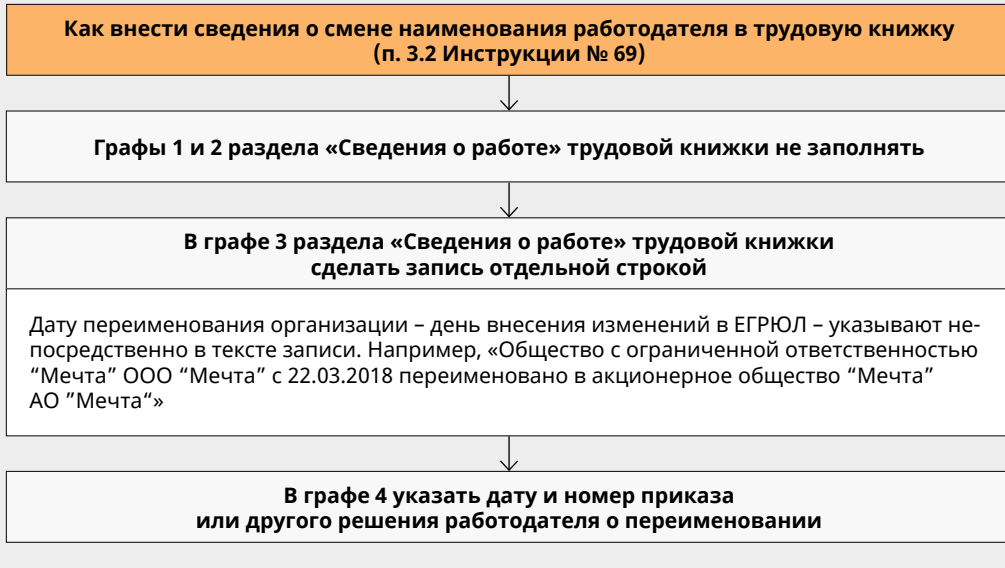 Как внести сведения о смене наименования работодателя в трудовую книжку
(п. 3.2 Инструкции № 69)
Графы 1 и 2 раздела «Сведения о работе» трудовой книжки не заполнять
В графе 3 раздела «Сведения о работе» трудовой книжки
сделать запись отдельной строкой
Дату переименования организации – день внесения изменений в ЕГРЮЛ – указывают не-
посредственно в тексте записи. Например, «Общество с ограниченной ответственностью
“Мечта” ООО “Мечта” с 22.03.2018 переименовано в акционерное общество “Мечта”
АО ”Мечта“»
В графе 4 указать дату и номер приказа
или другого решения работодателя о переименовании